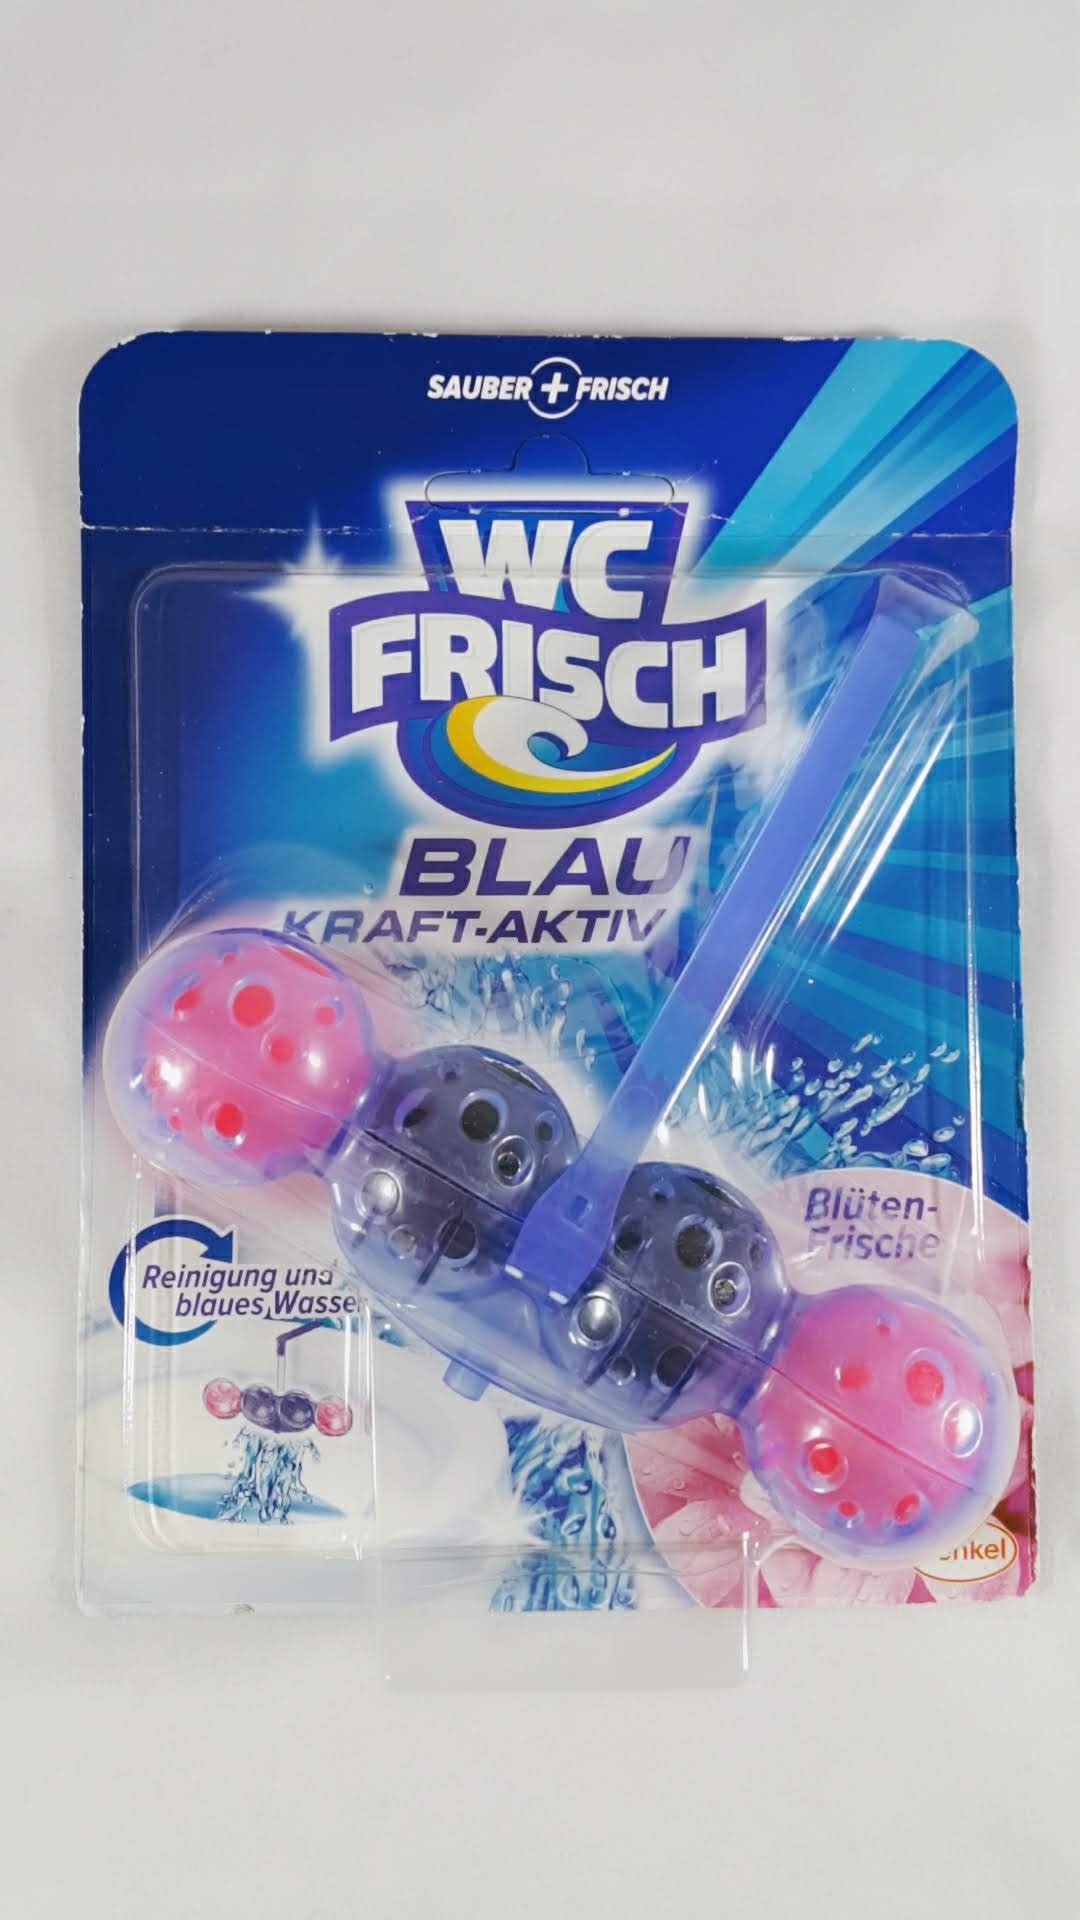 SAUBER + FRISCH
WC
FRISCH
BLAU
KRAFT-AKTIV
Blüten-
Frische
Reinigung und
blaues Wasser